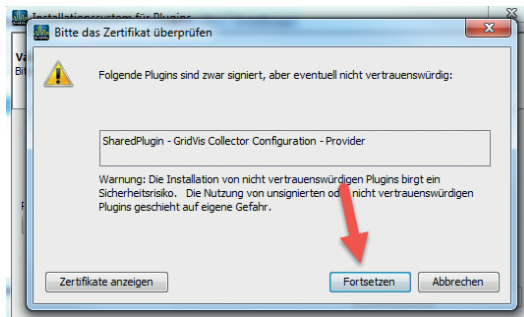 Installationssystem für Plugins
Bitte das Zertifikat überprüfen
Va
Bit
Folgende Plugins sind zwar signiert, aber eventuell nicht vertrauenswürdig:
SharedPlugin - GridVis Collector Configuration - Provider
Warnung: Die Installation von nicht vertrauenswürdigen Plugins birgt ein
Sicherheitsrisiko. Die Nutzung von unsignierten oder nicht vertrauenswürdigen
Plugins geschieht auf eigene Gefahr.
Zertifikate anzeigen
Fortsetzen
Abbrechen